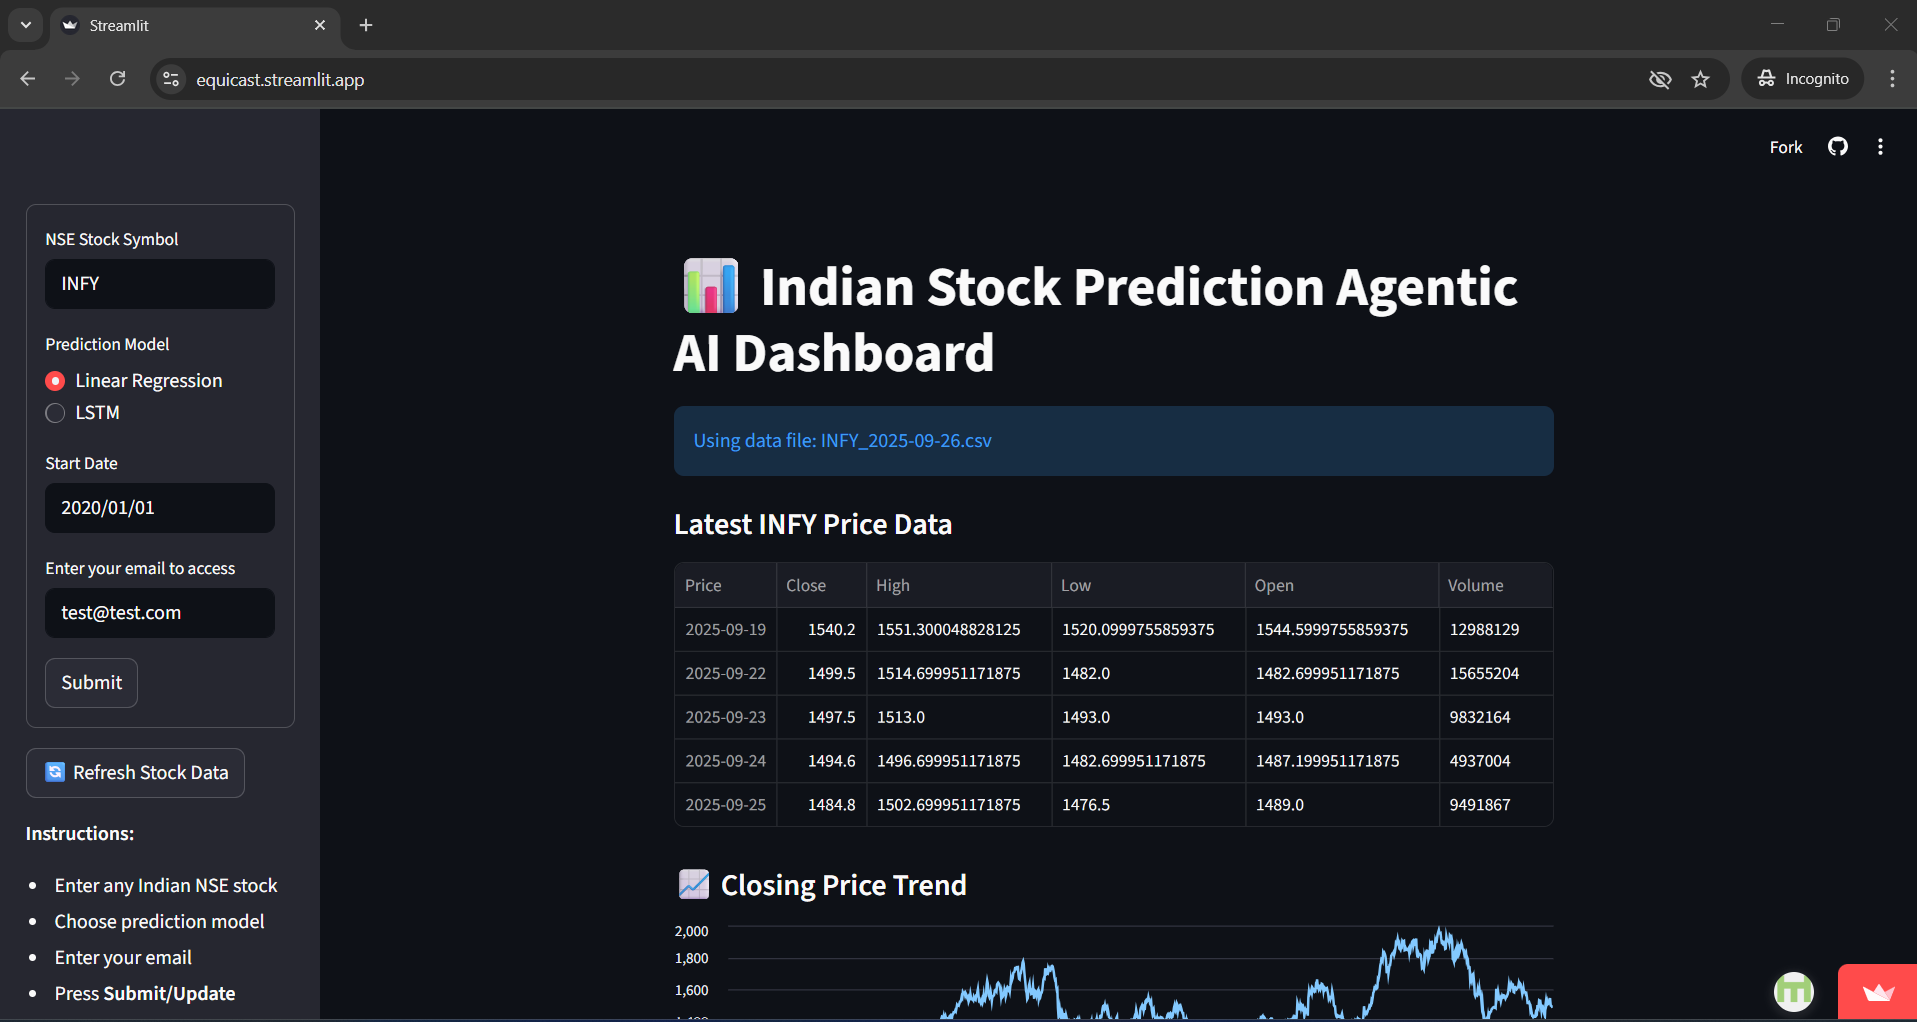 Streamlit
equicast.streamlit.app
Incognito
Fork
NSE Stock Symbol
INFY
Prediction Model
Linear Regression
LSTM
Start Date
2020/01/01
Enter your email to access
test@test.com
Submit
Refresh Stock Data
Instructions:
Enter any Indian NSE stock
Choose prediction model
Enter your email
Press Submit/Update
Indian Stock Prediction Agentic
AI Dashboard
Using data file: INFY_2025-09-26.csv
Latest INFY Price Data
Price Close High Low Open Volume
2025-09-19 1540.2 1551.300048828125 1520.0999755859375 1544.5999755859375 12988129
2025-09-22 1499.5 1514.699951171875 1482.0 1482.699951171875 15655204
2025-09-23 1497.5 1513.0 1493.0 1493.0 9832164
2025-09-24 1494.6 1496.699951171875 1482.699951171875 1487.199951171875 4937004
2025-09-25 1484.8 1502.699951171875 1476.5 1489.0 9491867
Closing Price Trend
2,000
1,800
1,600